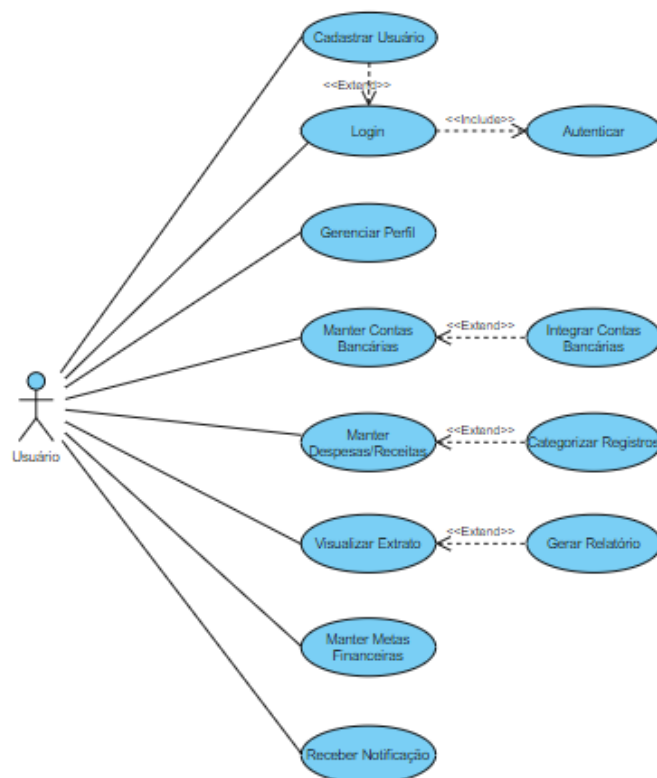 Cadastrar Usuário
<<Extend>>
Login
<<Include>>
Autenticar
Gerenciar Perfil
Manter Contas
Bancárias
<<Extend>>
Integrar Contas
Bancárias
Usuário
Manter
Despesas/Receitas
<<Extend>>
Categorizar Registros
Visualizar Extrato
<<Extend>>
Gerar Relatório
Manter Metas
Financeiras
Receber Notificação